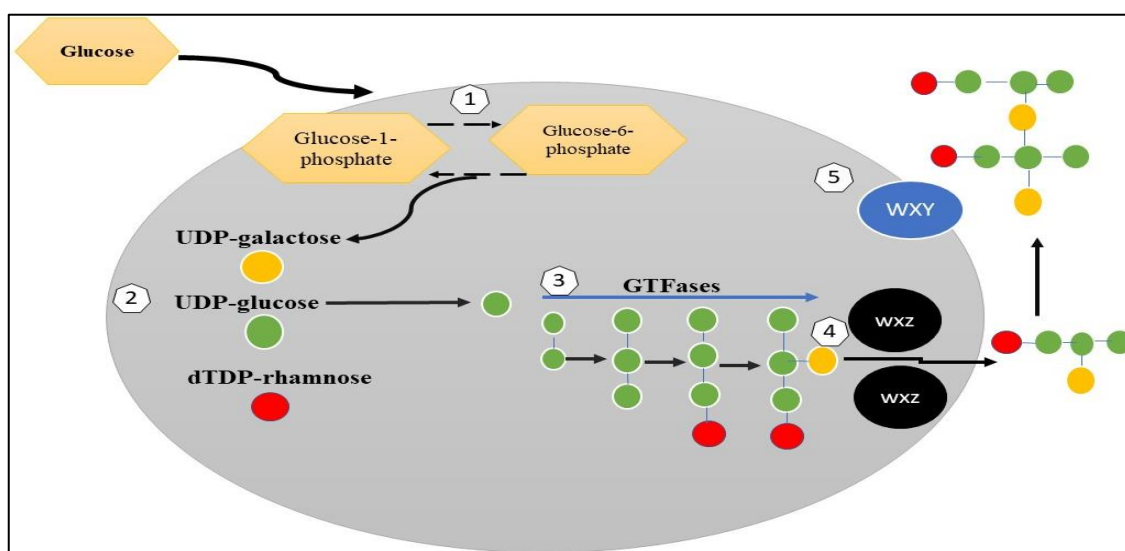 Glucose
1
Glucose-1-
phosphate
Glucose-6-
phosphate
5
WXY
UDP-galactose
2
UDP-glucose
3
GTFases
4
wxz
dTDP-rhamnose
wxz